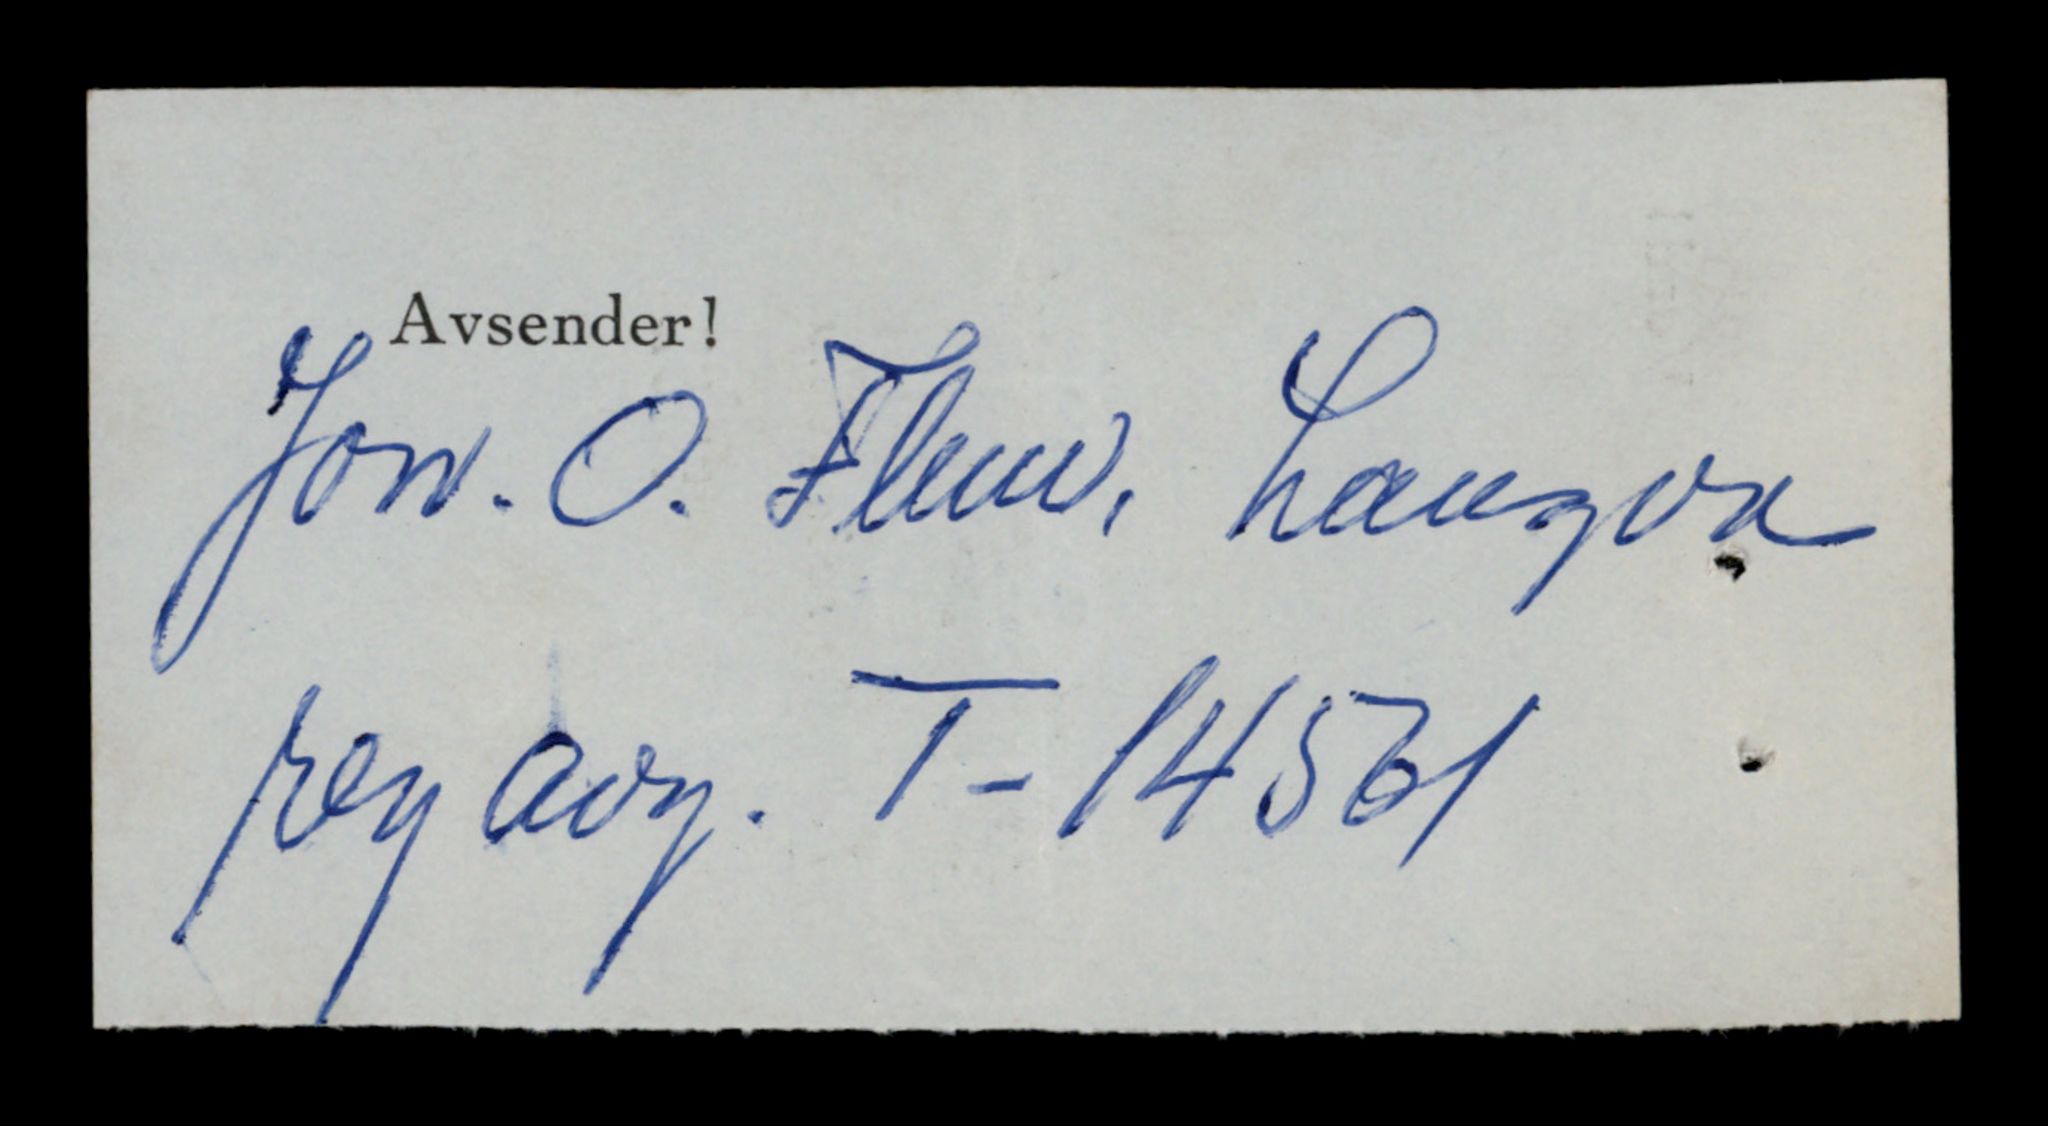 Avsender!
Jon. O. Flem, Langva
reg avg. T-14561